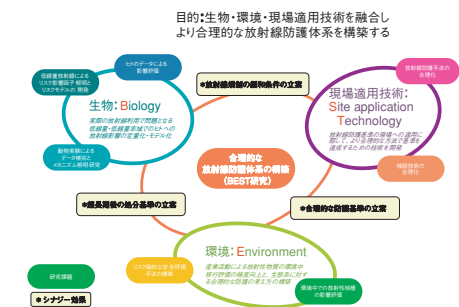 目的:生物・環境・現場適用技術を融合し
より合理的な放射線防護体系を構築する
ヒトのデータによる
影響評価
低線量放射線による
リスク影響因子解明と
リスクモデルの開発
放射線防護手法の
合理化
*放射線規制の緩和条件の立案
生物: Biology
実際の放射線利用で問題となる
低線量・低線量率域でのヒトへの
放射線影響の定量化・モデル化
現場適用技術:
Site application
Technology
放射線防護基準の現場への適用に
際して、より合理的な方法で基準を
達成するための技術を開発
動物実験による
データ検定と
メカニズム解明研究
合理的な
放射線防護体系の構築
(BEST研究)
合理化
*超長期後の処分基準の立案
*合理的な防護基準の立案
環境: Environment
産業活動による放射性物質の環境中
移行評価の精度向上と、生態系に対す
る合理的な防護の考え方の構築
リスク論的な安全評価
手法の構築
環境中での放射性核種
の影響評価
研究課題
* シナジー効果